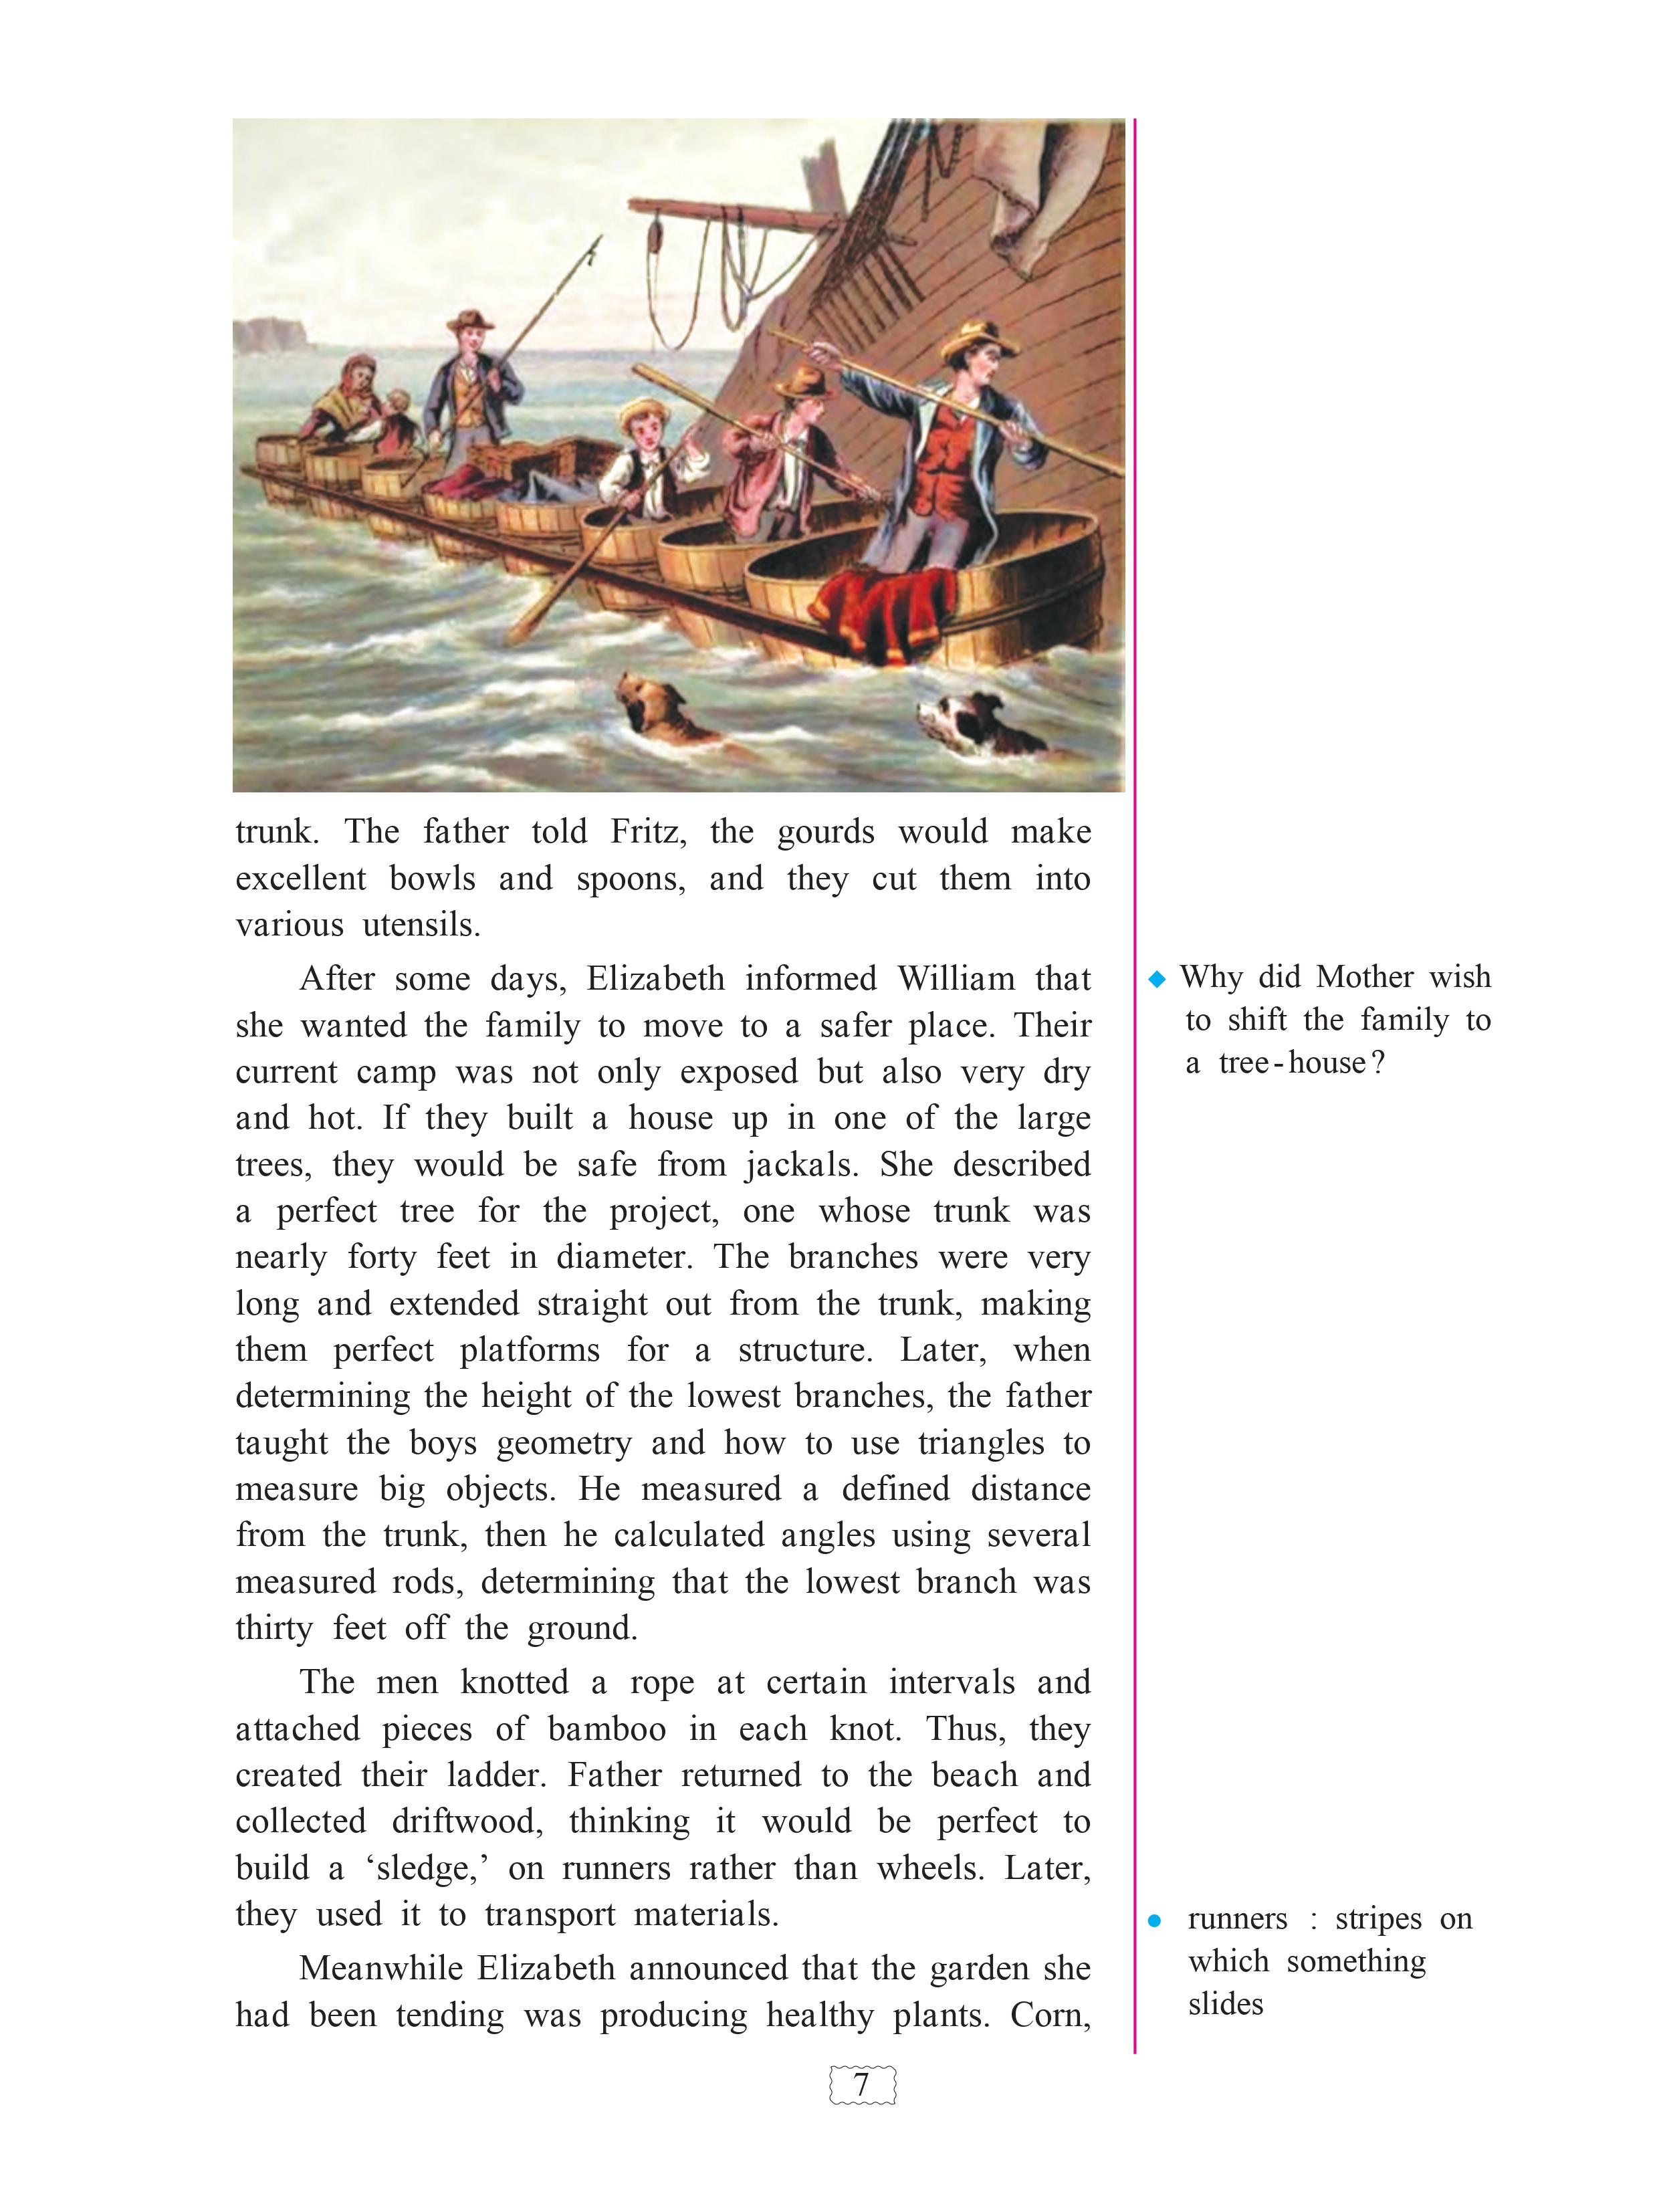 trunk. The father told Fritz, the gourds would make
excellent bowls and spoons, and they cut them into
various utensils.
After some days, Elizabeth informed William that
she wanted the family to move to a safer place. Their
current camp was not only exposed but also very dry
and hot. If they built a house up in one of the large
trees, they would be safe from jackals. She described
a perfect tree for the project, one whose trunk was
nearly forty feet in diameter. The branches were very
long and extended straight out from the trunk, making
them perfect platforms for a structure. Later, when
determining the height of the lowest branches, the father
taught the boys geometry and how to use triangles to
measure big objects. He measured a defined distance
from the trunk, then he calculated angles using several
measured rods, determining that the lowest branch was
thirty feet off the ground.
The men knotted a rope at certain intervals and
attached pieces of bamboo in each knot. Thus, they
created their ladder. Father returned to the beach and
collected driftwood, thinking it would be perfect to
build a ‘sledge,’ on runners rather than wheels. Later,
they used it to transport materials.
Meanwhile Elizabeth announced that the garden she
had been tending was producing healthy plants. Corn,
◆ Why did Mother wish
to shift the family to
a tree-house?
● runners : stripes on
which something
slides
7